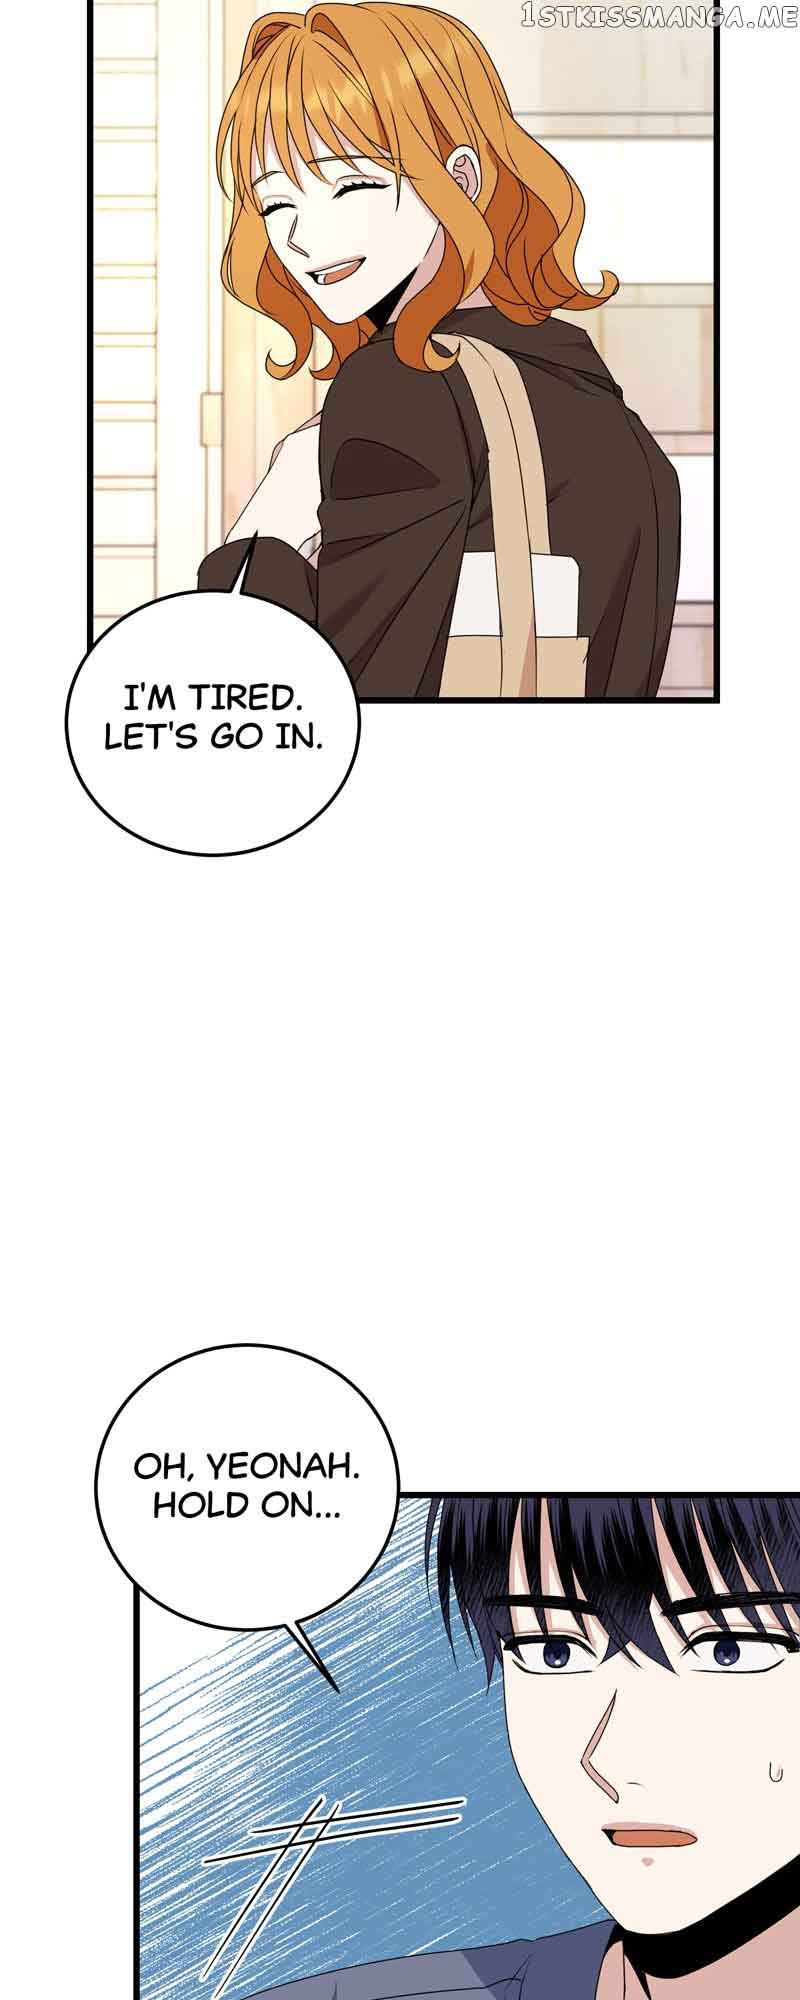 1STKISSMANGA.ME
I'M TIRED.
LET'S GO IN.
OH, YEONAH.
HOLD ON...